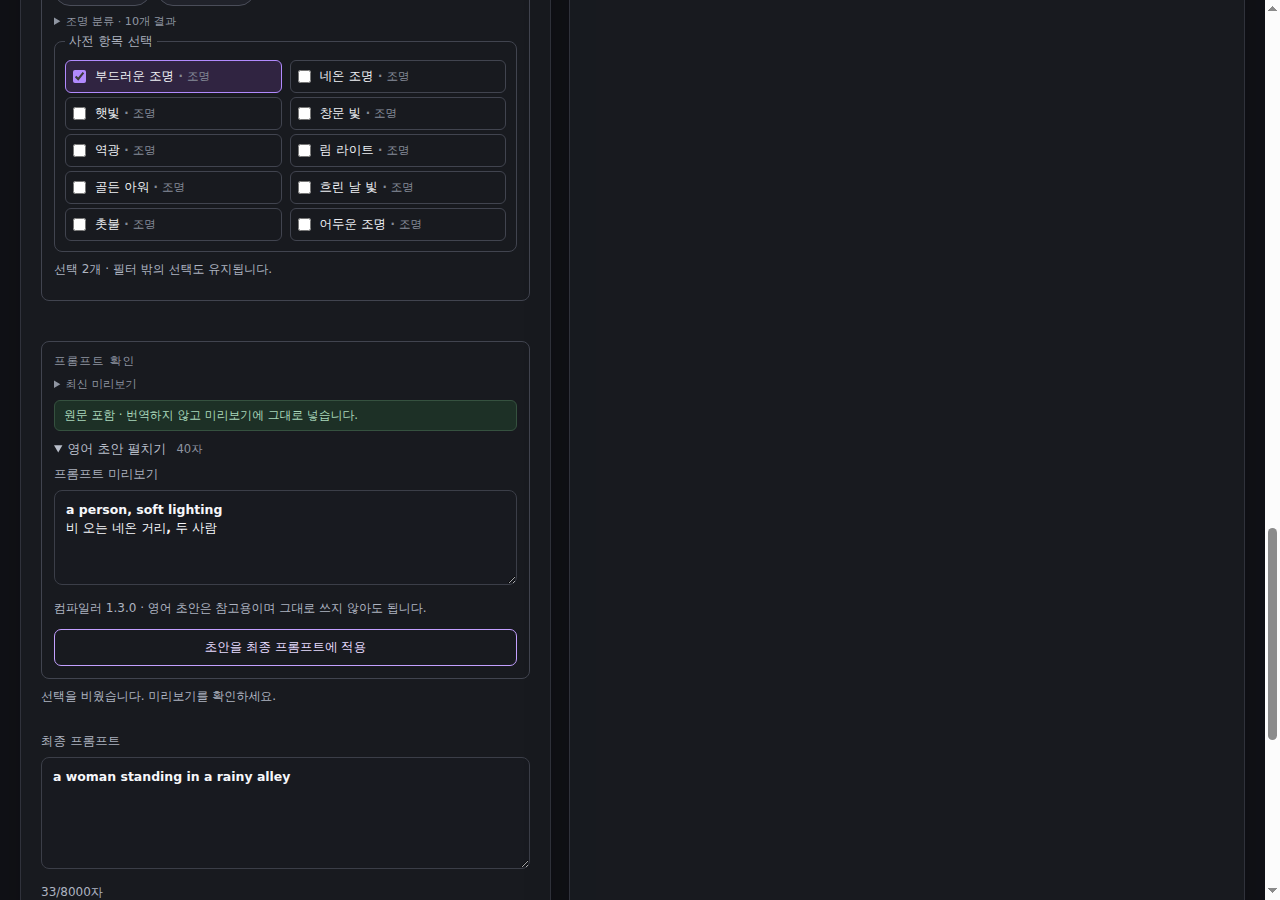 조명 분류 · 10개 결과
사전 항목 선택
부드러운 조명 · 조명
네온 조명 · 조명
햇빛 · 조명
창문 빛 · 조명
역광 · 조명
림 라이트 · 조명
골든 아워 · 조명
흐린 날 빛 · 조명
촛불 · 조명
어두운 조명 · 조명
선택 2개 · 필터 밖의 선택도 유지됩니다.
프롬프트 확인
최신 미리보기
원문 포함 · 번역하지 않고 미리보기에 그대로 넣습니다.
영어 초안 펼치기 40자
프롬프트 미리보기
a person, soft lighting
비 오는 네온 거리, 두 사람
컴파일러 1.3.0 · 영어 초안은 참고용이며 그대로 쓰지 않아도 됩니다.
초안을 최종 프롬프트에 적용
선택을 비웠습니다. 미리보기를 확인하세요.
최종 프롬프트
a woman standing in a rainy alley
33/8000자